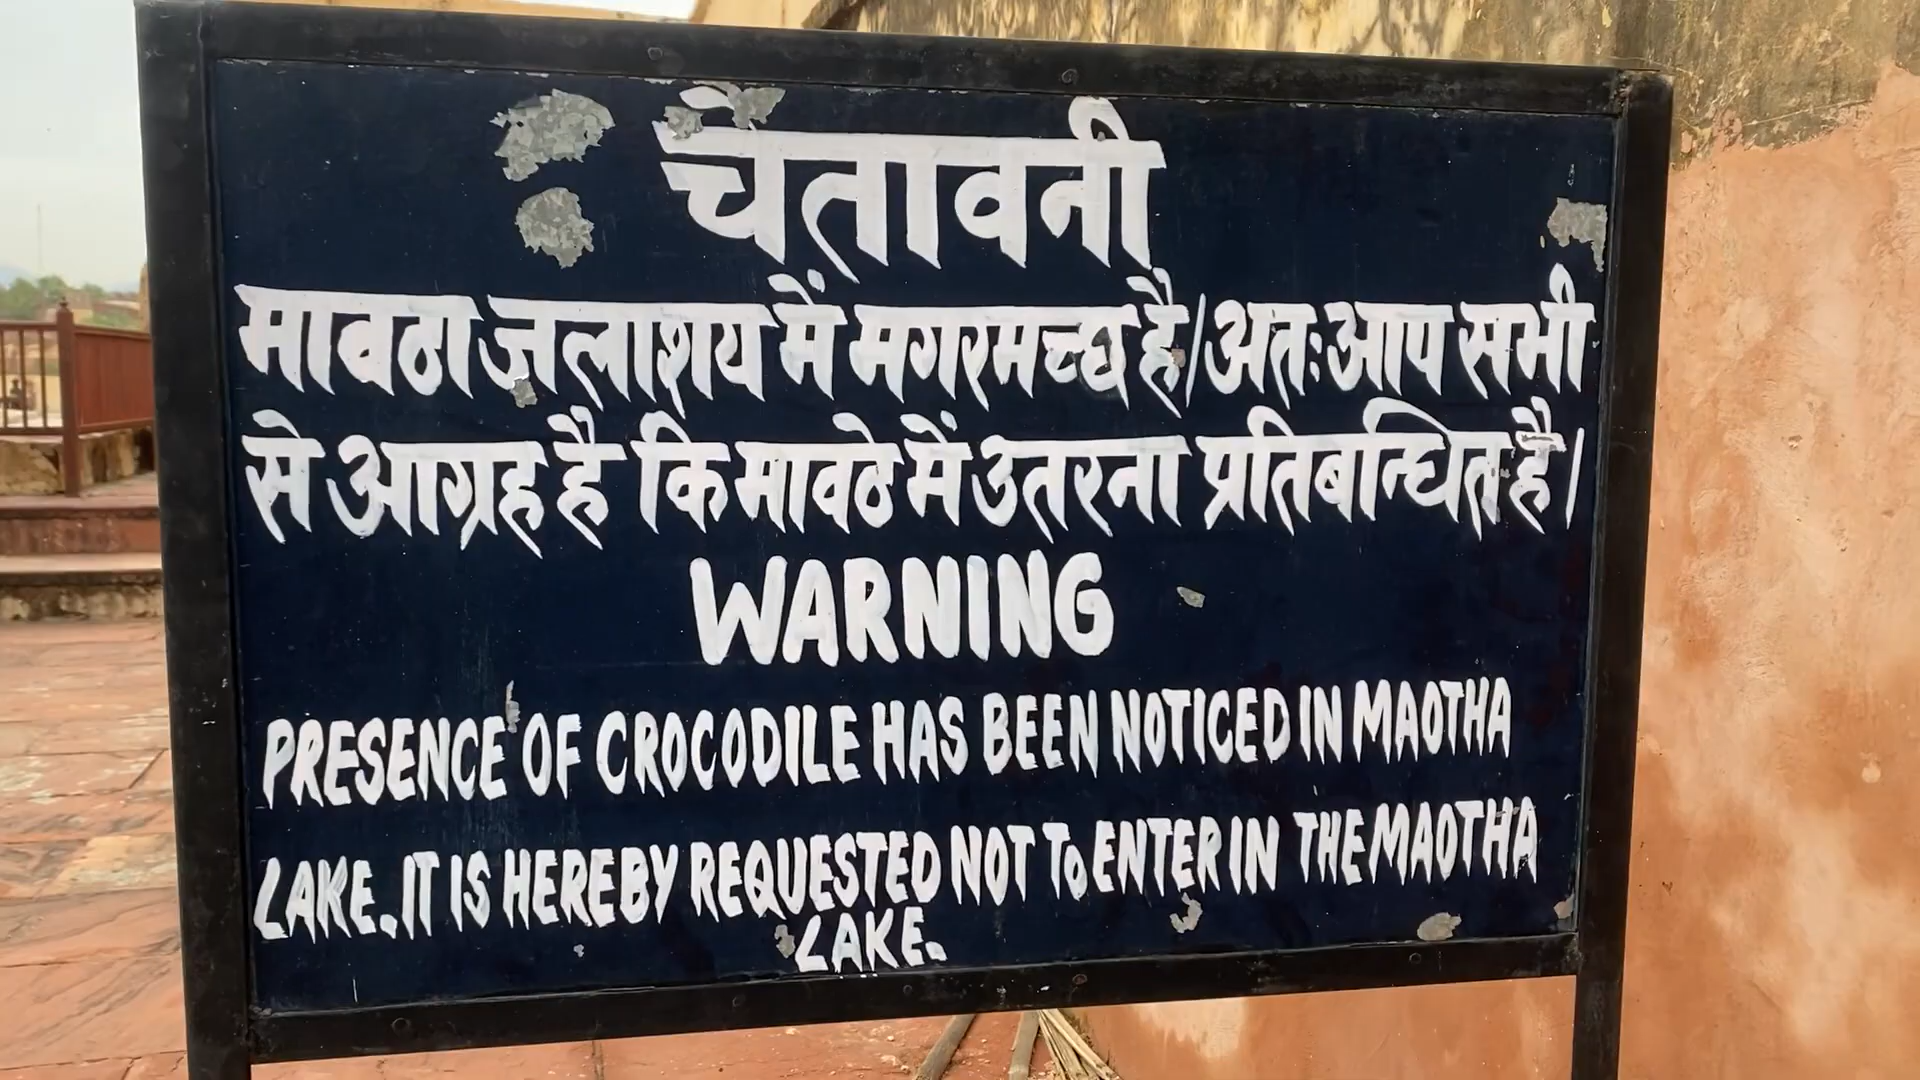 चेतावनी
मावठा जलाशय में मगरमच्छ है।अतःआप सभी
से आग्रह है कि मावठे में उतरना प्रतिबन्धित है।
WARNING
PRESENCE OF CROCODILE HAS BEEN NOTICED IN MAOTHA
LAKE. IT IS HEREBY REQUESTED NOT To ENTER IN THE MAOTHA
LAKE.